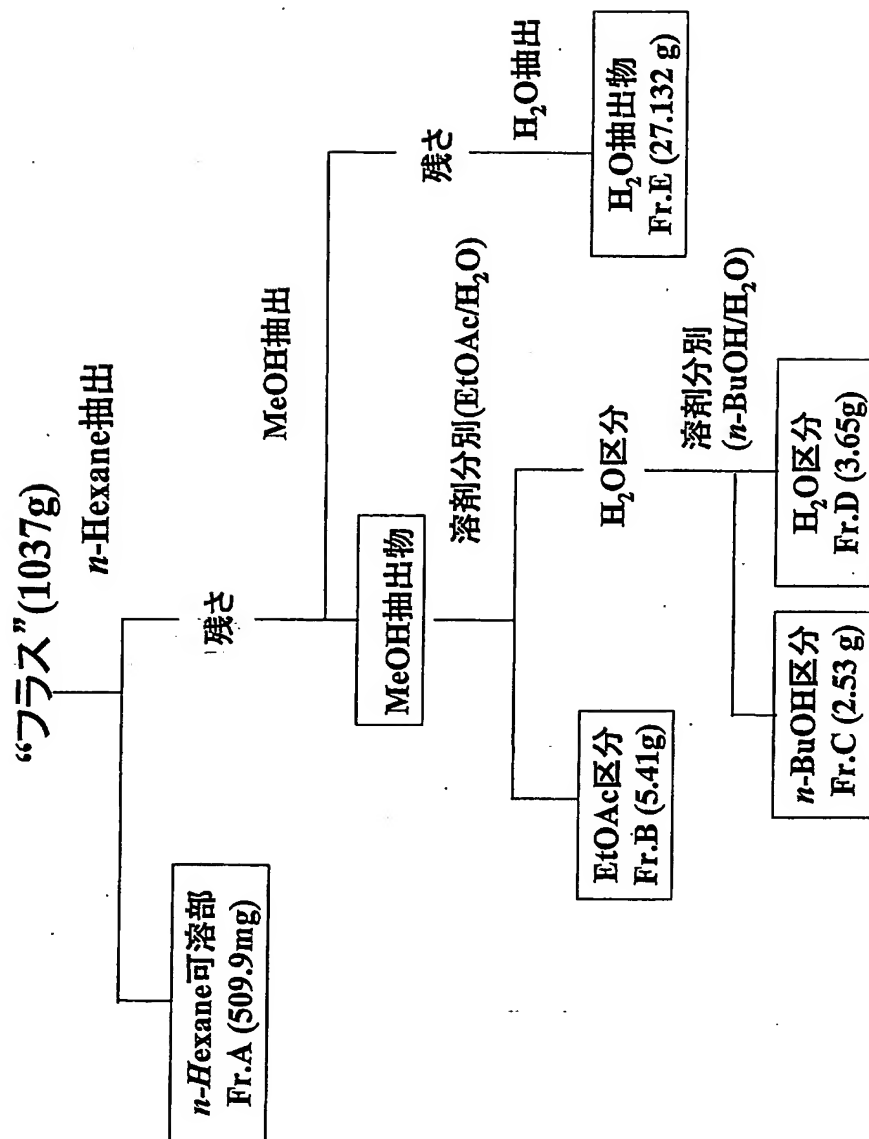 “フラス”(1037g)
n-Hexane抽出
n-Hexane可溶部
Fr.A (509.9mg)
残さ
MeOH抽出
MeOH抽出物
残さ
H₂O抽出
溶剤分別(EtOAc/H₂O)
H₂O抽出物
Fr.E (27.132 g)
EtOAc区分
Fr.B (5.41g)
H₂O区分
溶剤分別
(n-BuOH/H₂O)
n-BuOH区分
Fr.C (2.53 g)
H₂O区分
Fr.D (3.65g)